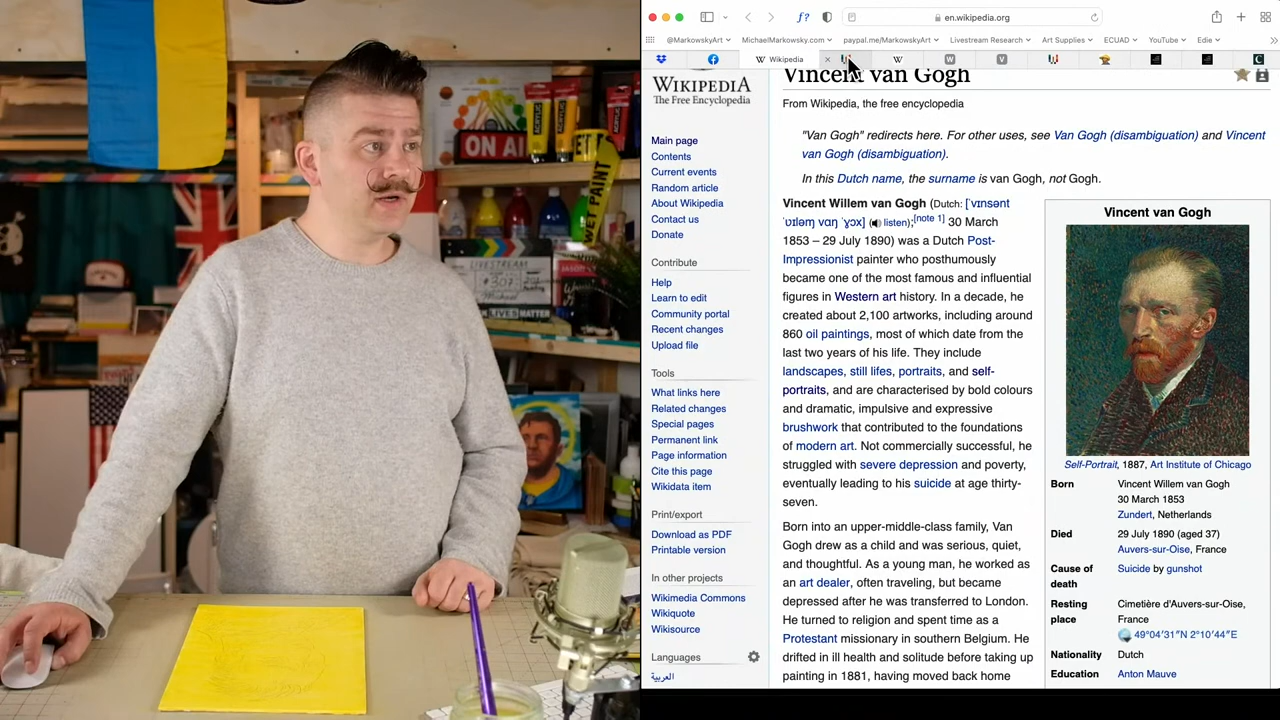 ON AI
ACRYLIC
ACRYLIC
WET PAINT
LIVESTREAM
#307
Michael
LIVES MATTER
en.wikipedia.org
@MarkowskyArt
MichaelMarkowsky.com
paypal.me/MarkowskyArt
Livestream Research
Art Supplies
ECUAD
YouTube
Edie
Wikipedia
WIKIPEDIA
The Free Encyclopedia
Main page
Contents
Current events
Random article
About Wikipedia
Contact us
Donate
Contribute
Help
Learn to edit
Community portal
Recent changes
Upload file
Tools
What links here
Related changes
Special pages
Permanent link
Page information
Cite this page
Wikidata item
Print/export
Download as PDF
Printable version
In other projects
Wikimedia Commons
Wikiquote
Wikisource
Languages
العربية
Vincent van Gogh
From Wikipedia, the free encyclopedia
"Van Gogh" redirects here. For other uses, see Van Gogh (disambiguation) and Vincent
van Gogh (disambiguation).
In this Dutch name, the surname is van Gogh, not Gogh.
Vincent Willem van Gogh (Dutch: [ˈvɪnsənt
ˈʋɪləɱ vɑŋ ˈɣɔx] (listen);[note 1] 30 March
1853 – 29 July 1890) was a Dutch Post-
Impressionist painter who posthumously
became one of the most famous and influential
figures in Western art history. In a decade, he
created about 2,100 artworks, including around
860 oil paintings, most of which date from the
last two years of his life. They include
landscapes, still lifes, portraits, and self-
portraits, and are characterised by bold colours
and dramatic, impulsive and expressive
brushwork that contributed to the foundations
of modern art. Not commercially successful, he
struggled with severe depression and poverty,
eventually leading to his suicide at age thirty-
seven.
Born into an upper-middle-class family, Van
Gogh drew as a child and was serious, quiet,
and thoughtful. As a young man, he worked as
an art dealer, often traveling, but became
depressed after he was transferred to London.
He turned to religion and spent time as a
Protestant missionary in southern Belgium. He
drifted in ill health and solitude before taking up
painting in 1881, having moved back home
Vincent van Gogh
Self-Portrait, 1887, Art Institute of Chicago
Born Vincent Willem van Gogh
30 March 1853
Zundert, Netherlands
Died 29 July 1890 (aged 37)
Auvers-sur-Oise, France
Cause of death Suicide by gunshot
Resting place Cimetière d'Auvers-sur-Oise,
France
49°04′31″N 2°10′44″E
Nationality Dutch
Education Anton Mauve